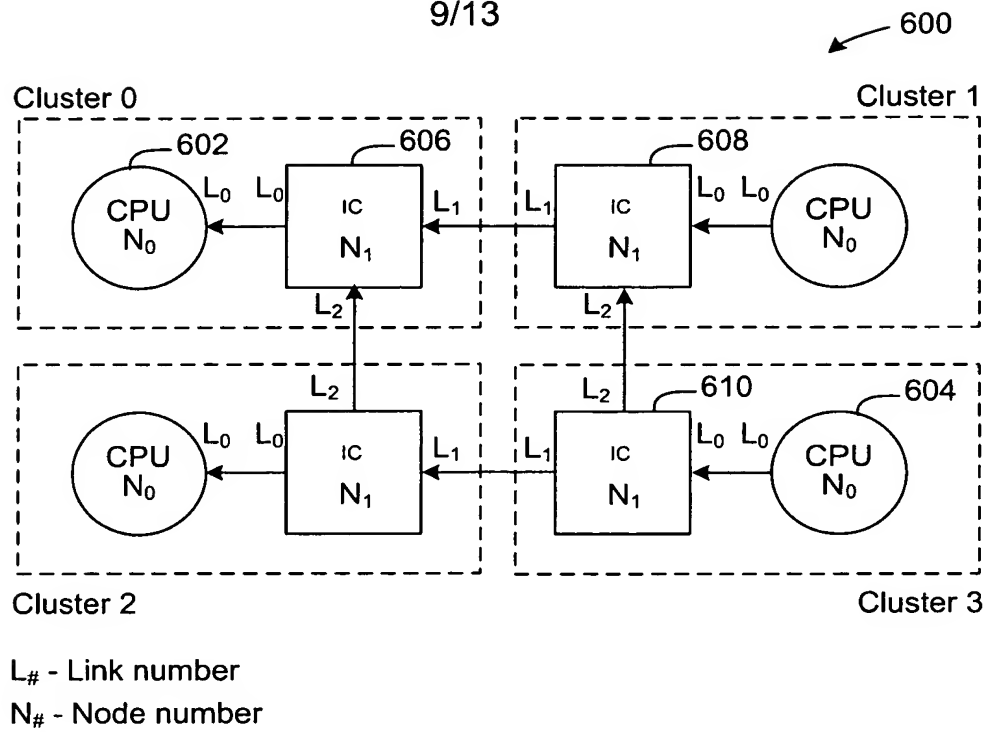 9/13
600
Cluster 0
Cluster 1
602
606
608
CPU
N₀
L₀
L₀
IC
N₁
L₁
L₁
IC
N₁
L₀
L₀
CPU
N₀
L₂
L₂
L₂
L₂
610
604
CPU
N₀
L₀
L₀
IC
N₁
L₁
L₁
IC
N₁
L₀
L₀
CPU
N₀
Cluster 2
Cluster 3
L# - Link number
N# - Node number